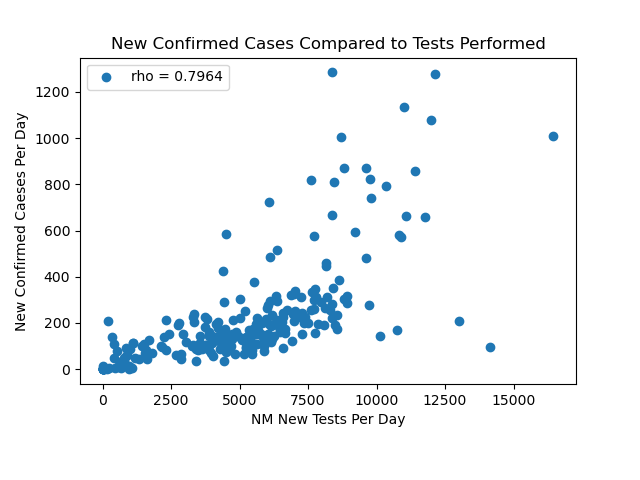 New Confirmed Cases Compared to Tests Performed
rho = 0.7964
1200
1000
800
600
400
200
0
New Confirmed Caeses Per Day
0 2500 5000 7500 10000 12500 15000
NM New Tests Per Day